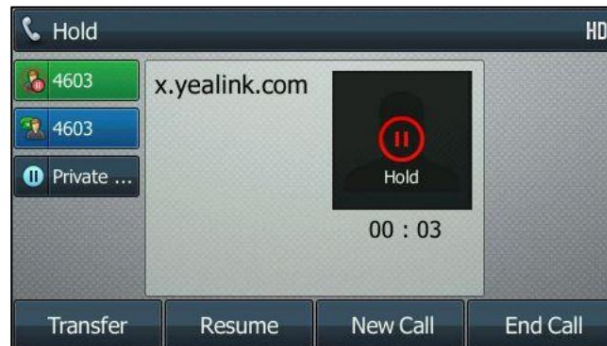 Hold
HD
4603
4603
Private ...
x.yealink.com
Hold
00 : 03
Transfer
Resume
New Call
End Call